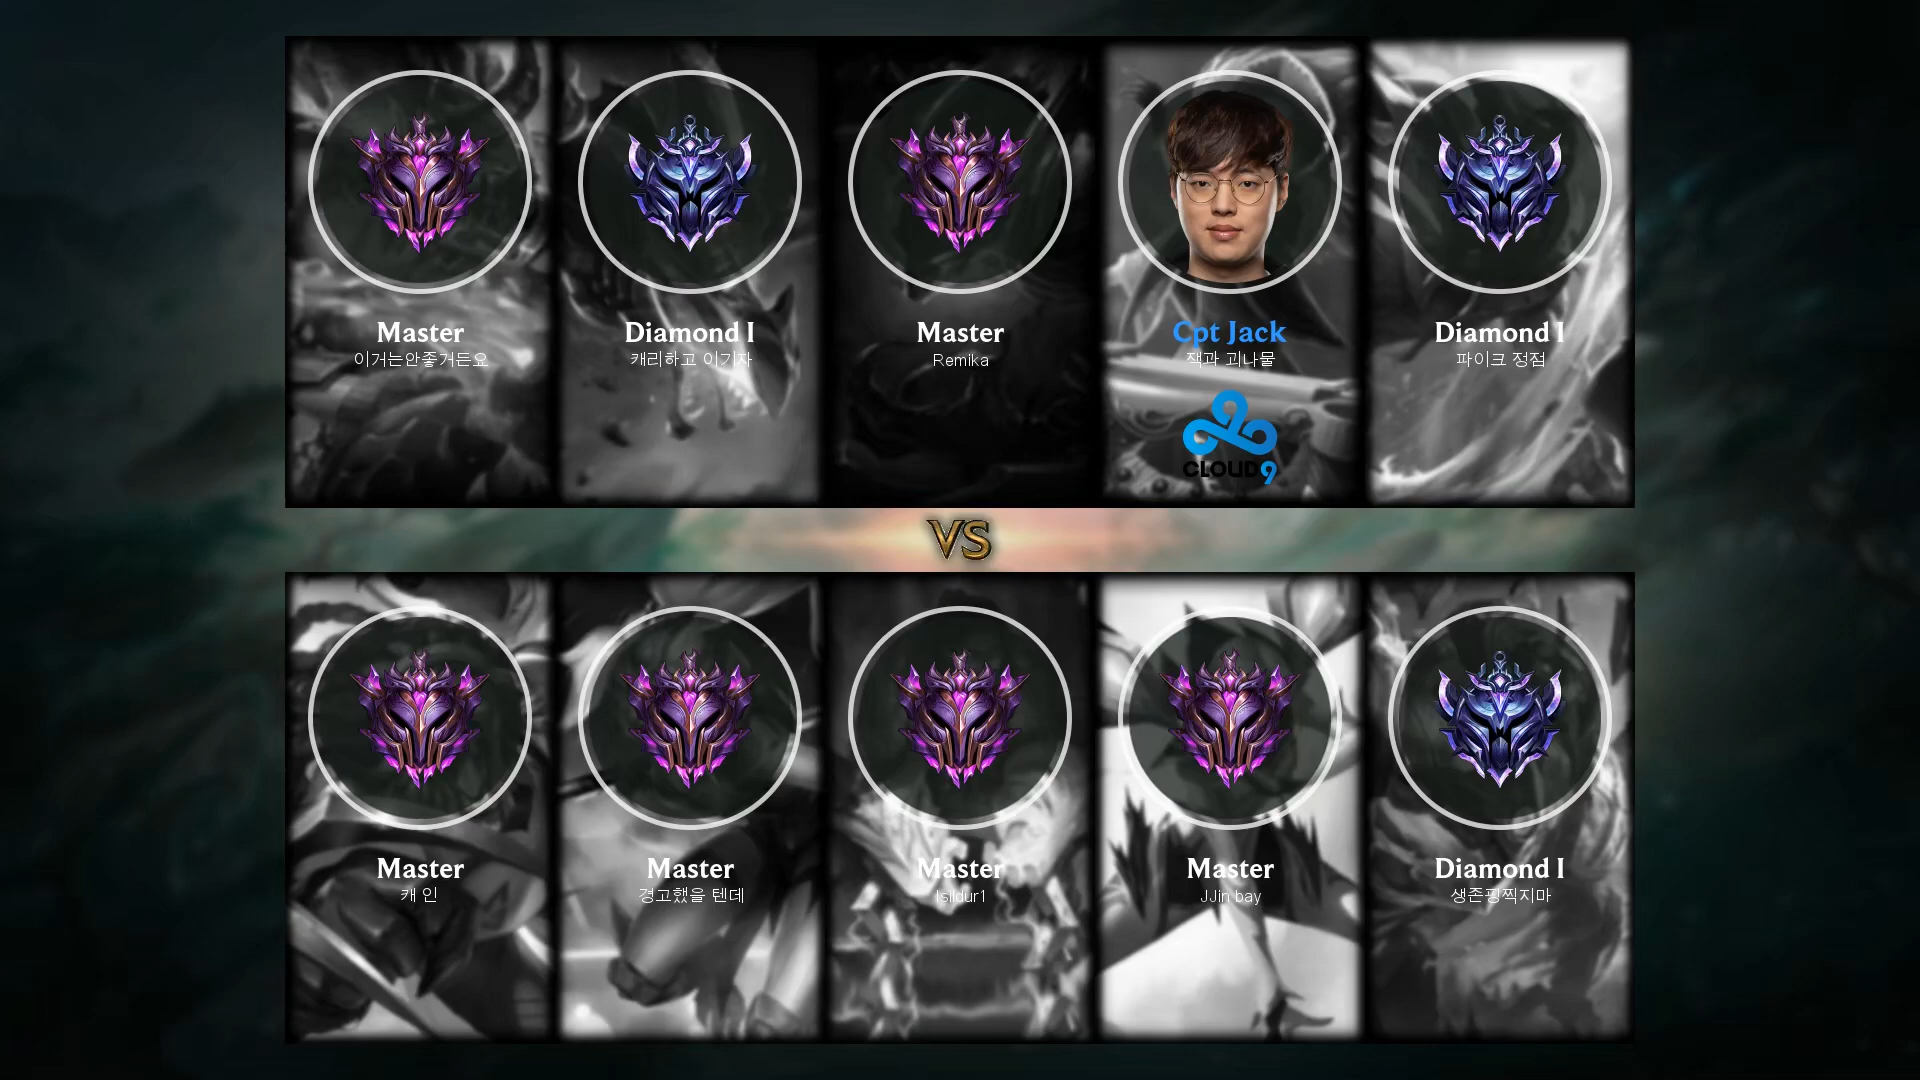 Master
이거는안좋거든요
Diamond I
캐리하고 이기자
Master
Remika
Cpt Jack
잭과 괴나물
CLOUD9
Diamond I
파이크 정점
VS
Master
캐 인
Master
경고했을 텐데
Master
Isildur1
Master
JJin bay
Diamond I
생존핑찍지마